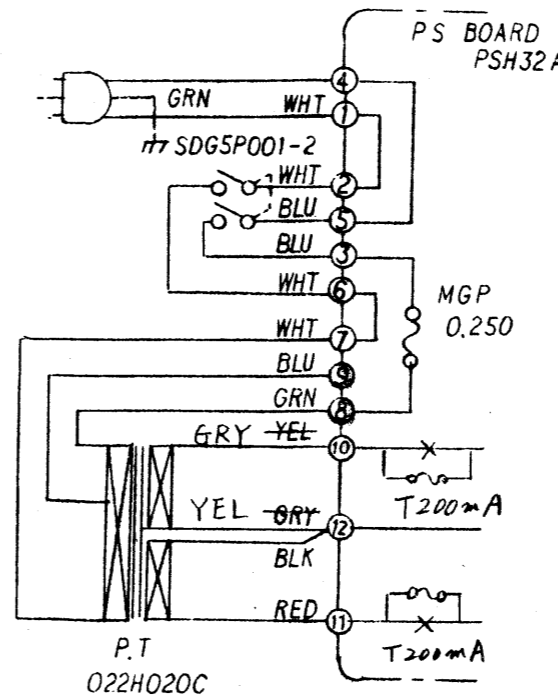 PS BOARD
PSH32A
4
GRN
WHT 1
SDG5P001-2
WHT 2
BLU 5
BLU 3
WHT 6
MGP
0.250
WHT 7
BLU 9
GRN 8
GRY YEL 10
T200mA
YEL GRY 12
BLK
RED 11
T200mA
P.T
022H020C